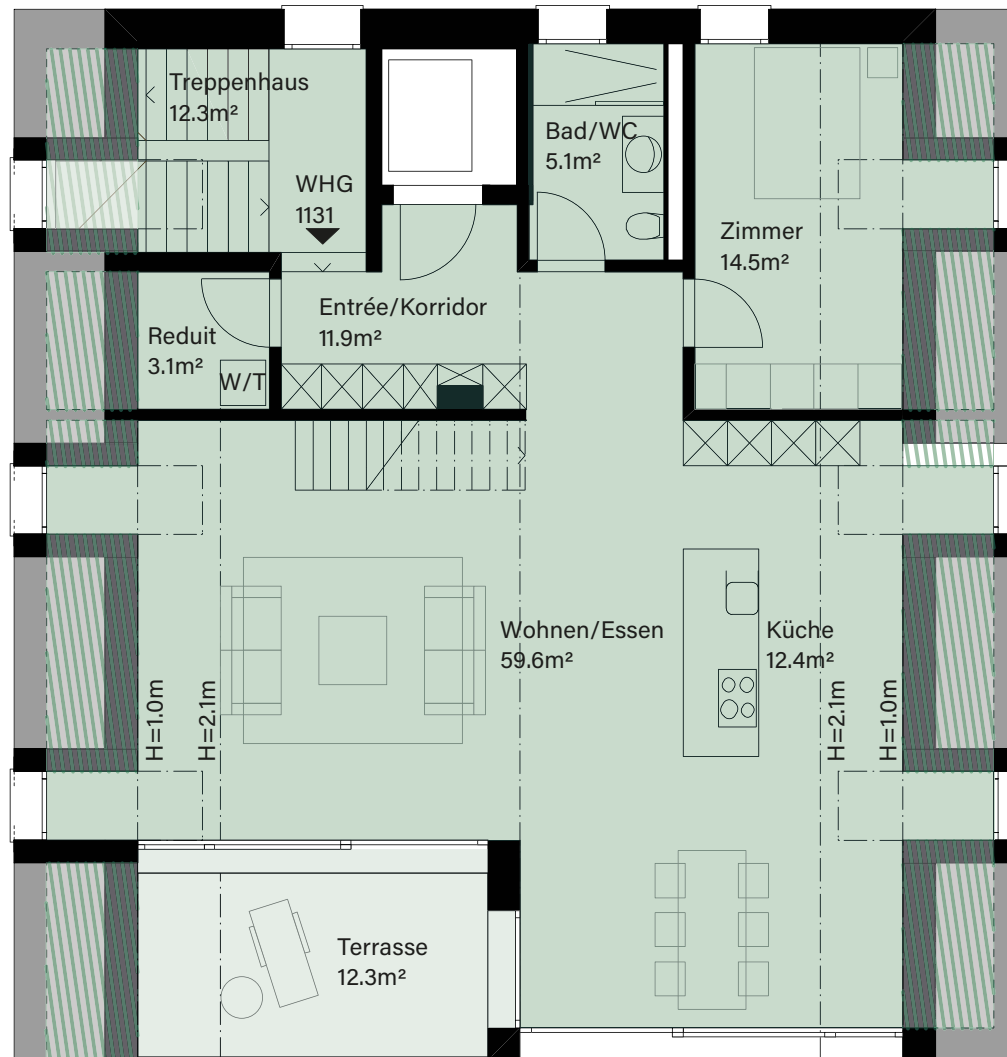 Treppenhaus
12.3m²
Bad/WC
5.1m²
WHG
1131
Zimmer
14.5m²
Entrée/Korridor
11.9m²
Reduit
3.1m²
W/T
Wohnen/Essen
59.6m²
Küche
12.4m²
H=1.0m
H=2.1m
H=2.1m
H=1.0m
Terrasse
12.3m²